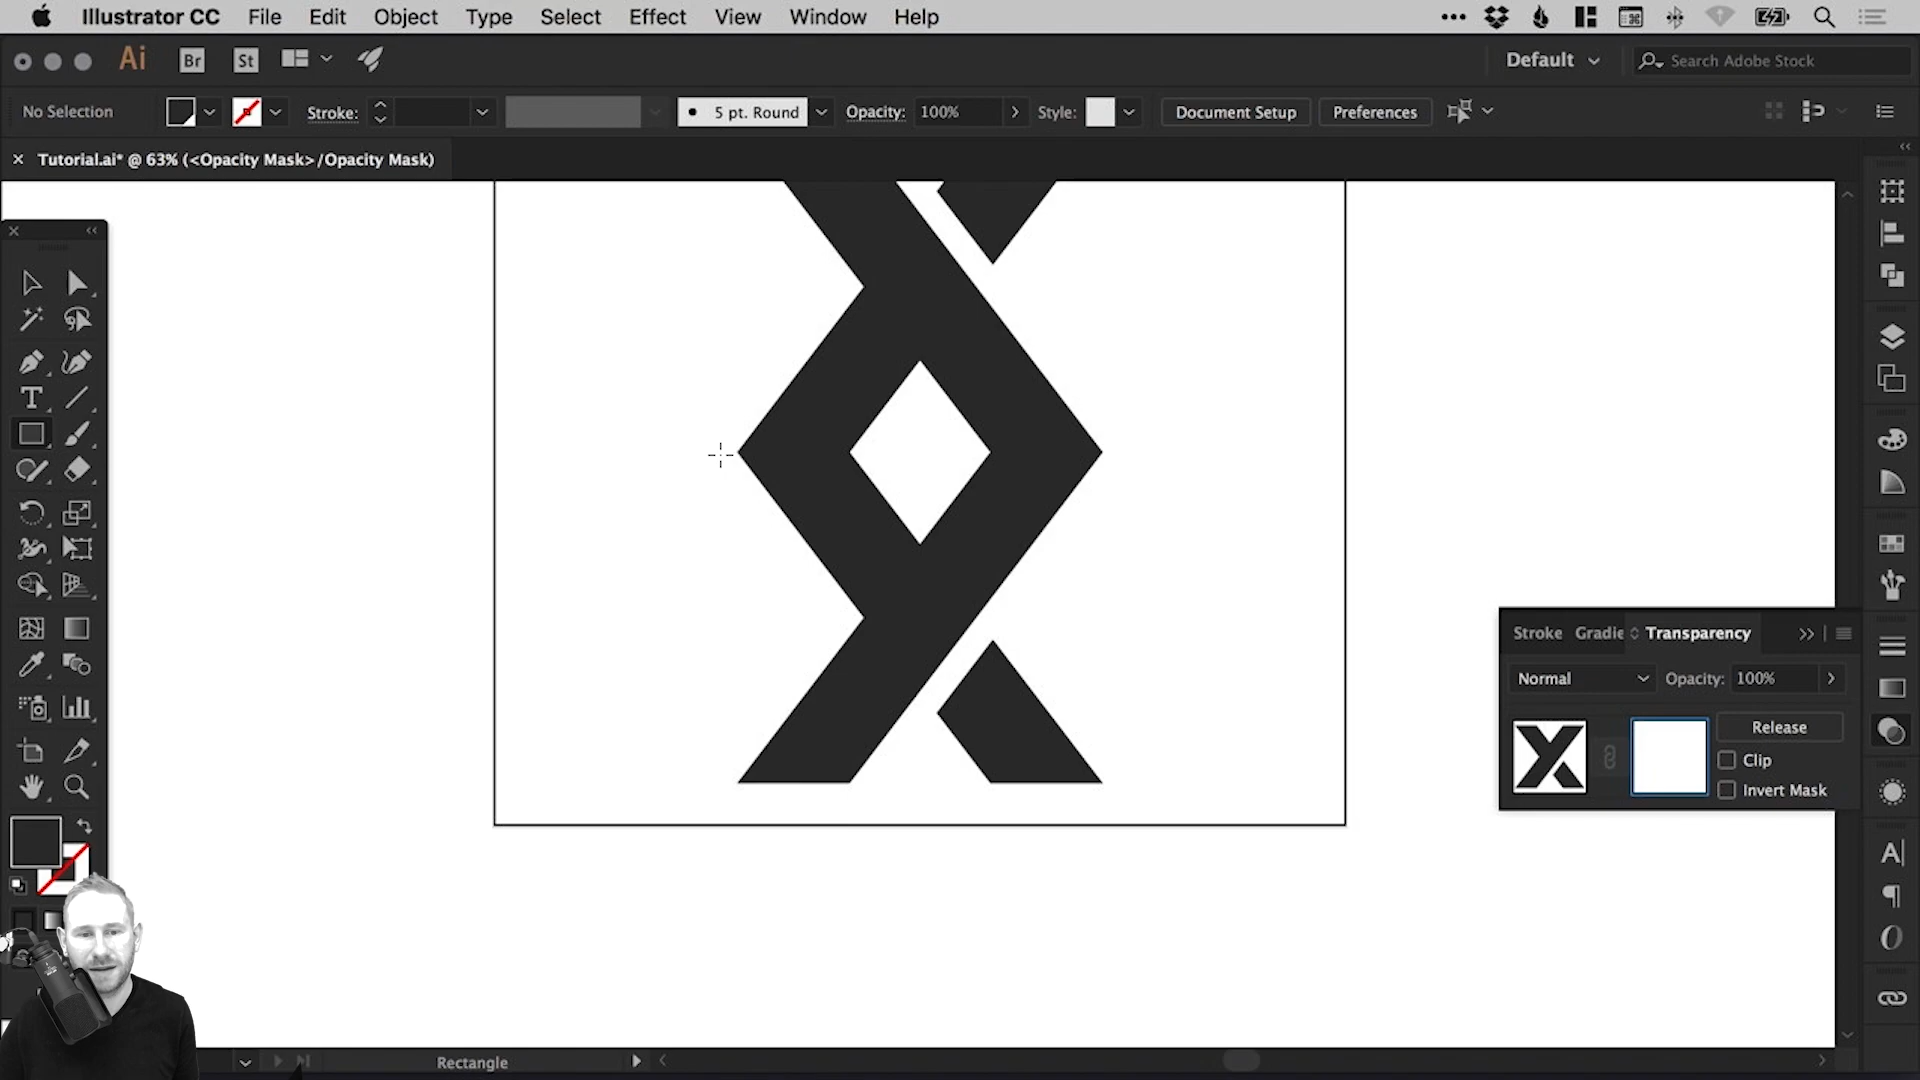 Illustrator CC File Edit Object Type Select Effect View Window Help
Ai Br St Default Search Adobe Stock
No Selection Stroke: 5 pt. Round Opacity: 100% Style: Document Setup Preferences
× Tutorial.ai* @ 63% (<Opacity Mask>/Opacity Mask)
Stroke Gradie Transparency
Normal Opacity: 100%
Release
Clip
Invert Mask
Rectangle